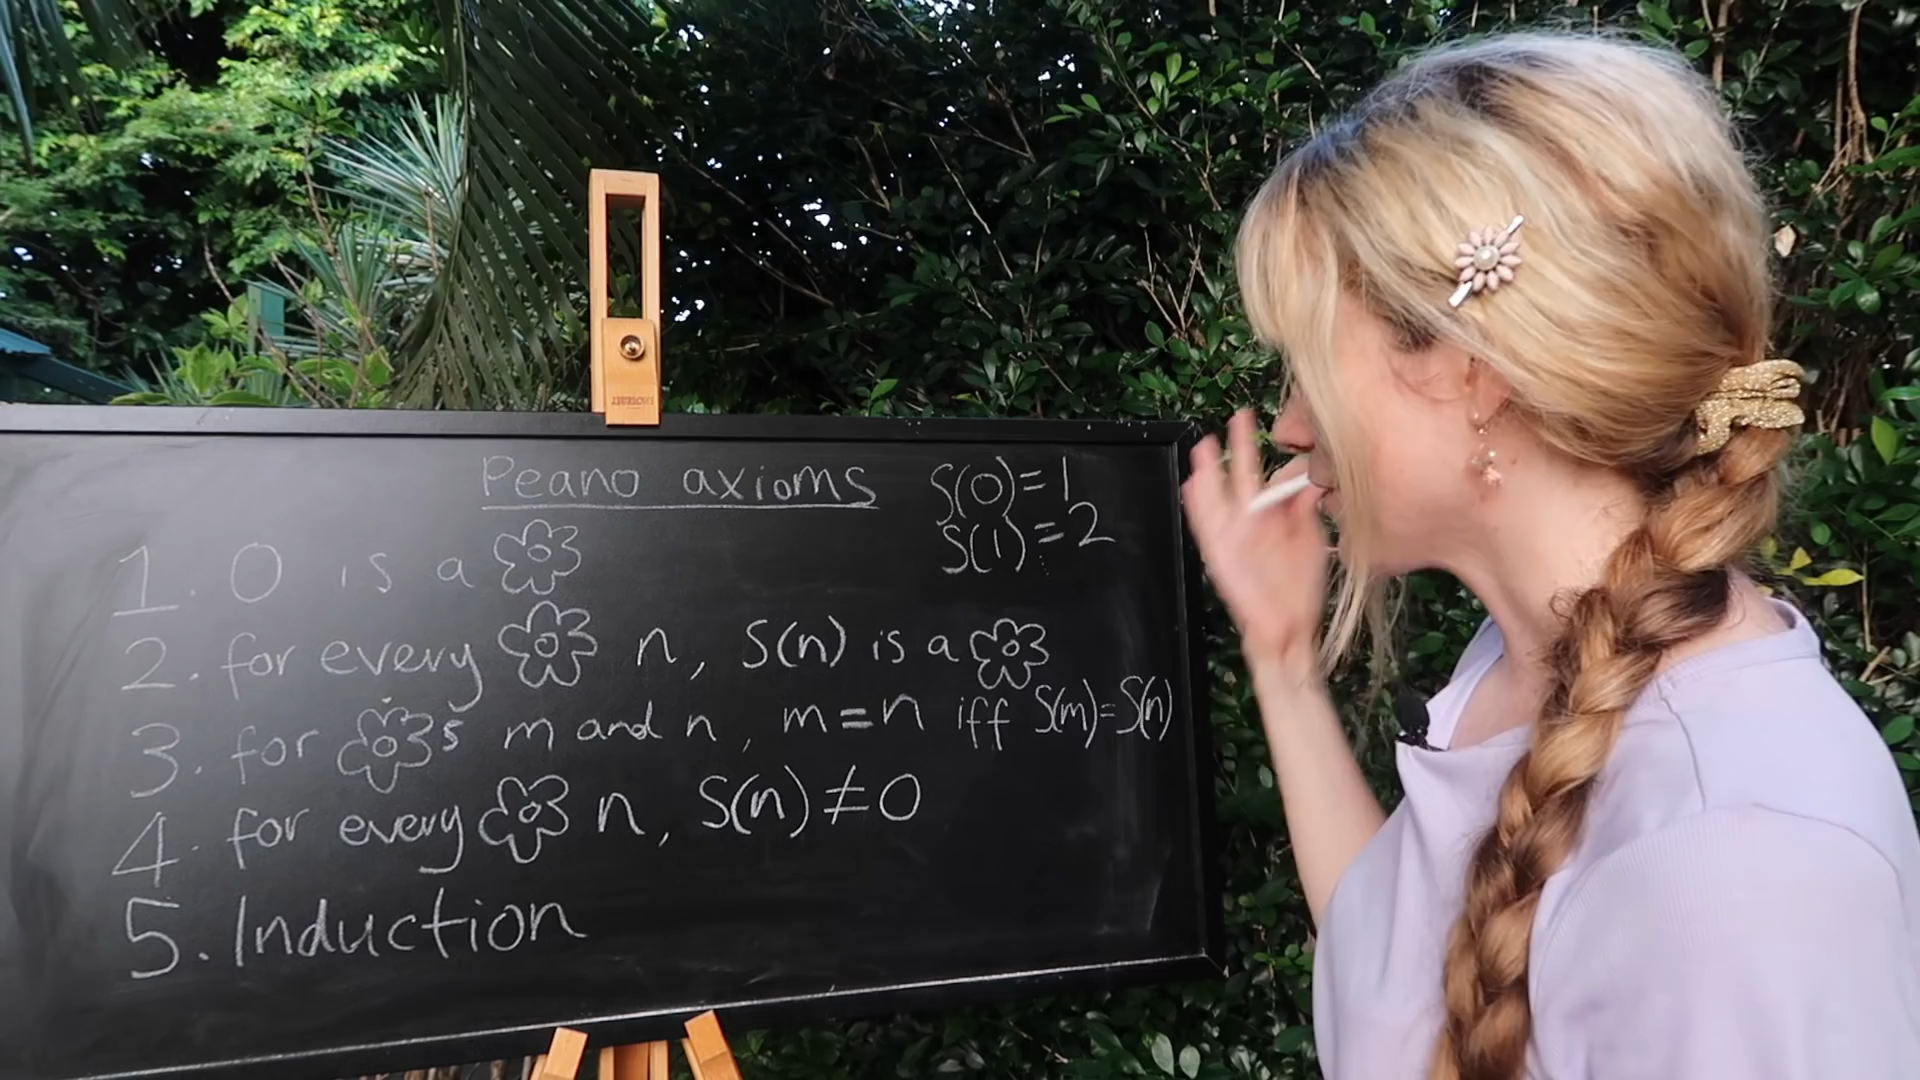 Peano axioms
S(0)=1
S(1)=2
1. 0 is a
2. for every n, S(n) is a
3. for s m and n, m=n iff S(m)=S(n)
4. for every n, S(n)≠0
5. Induction